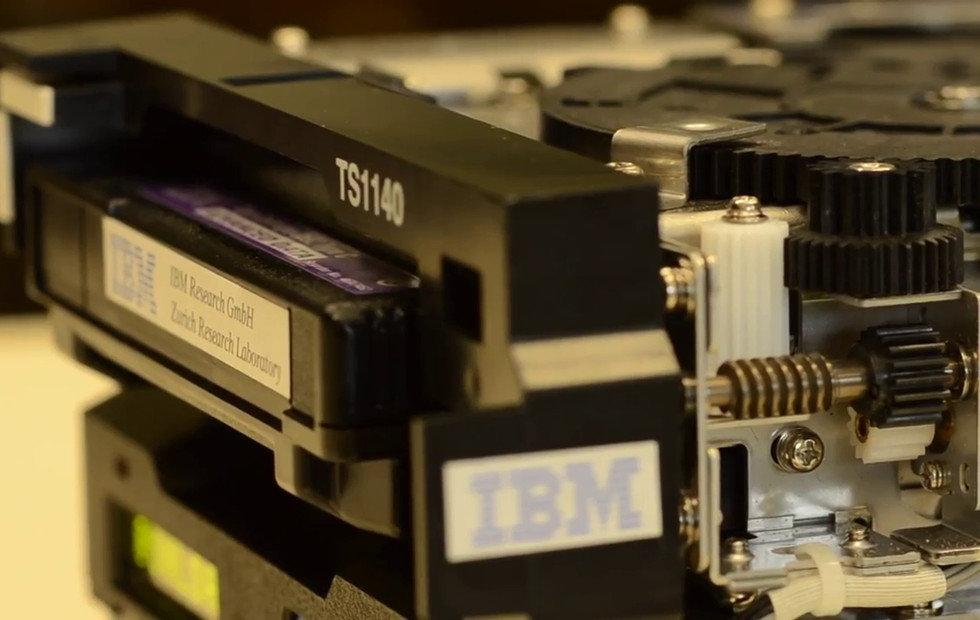 TS1140
IBM
IBM Research GmbH
Zurich Research Laboratory
IBM